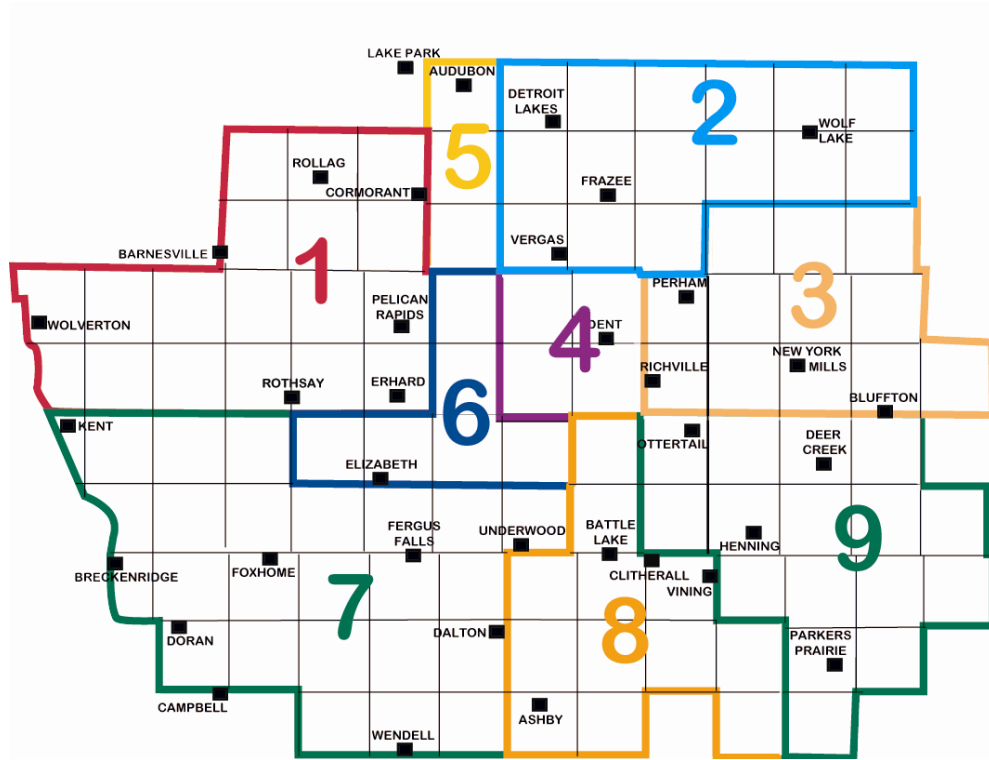 LAKE PARK
AUDUBON
DETROIT
LAKES
2
WOLF
LAKE
5
ROLLAG
CORMORANT
FRAZEE
BARNESVILLE
VERGAS
1
PERHAM
3
PELICAN
RAPIDS
WOLVERTON
4
DENT
NEW YORK
MILLS
RICHVILLE
ROTHSAY
ERHARD
6
BLUFFTON
KENT
OTTERTAIL
DEER
CREEK
ELIZABETH
FERGUS
FALLS
UNDERWOOD
BATTLE
LAKE
HENNING
9
BRECKENRIDGE
FOXHOME
CLITHERALL
VINING
7
8
DORAN
DALTON
PARKERS
PRAIRIE
CAMPBELL
ASHBY
WENDELL